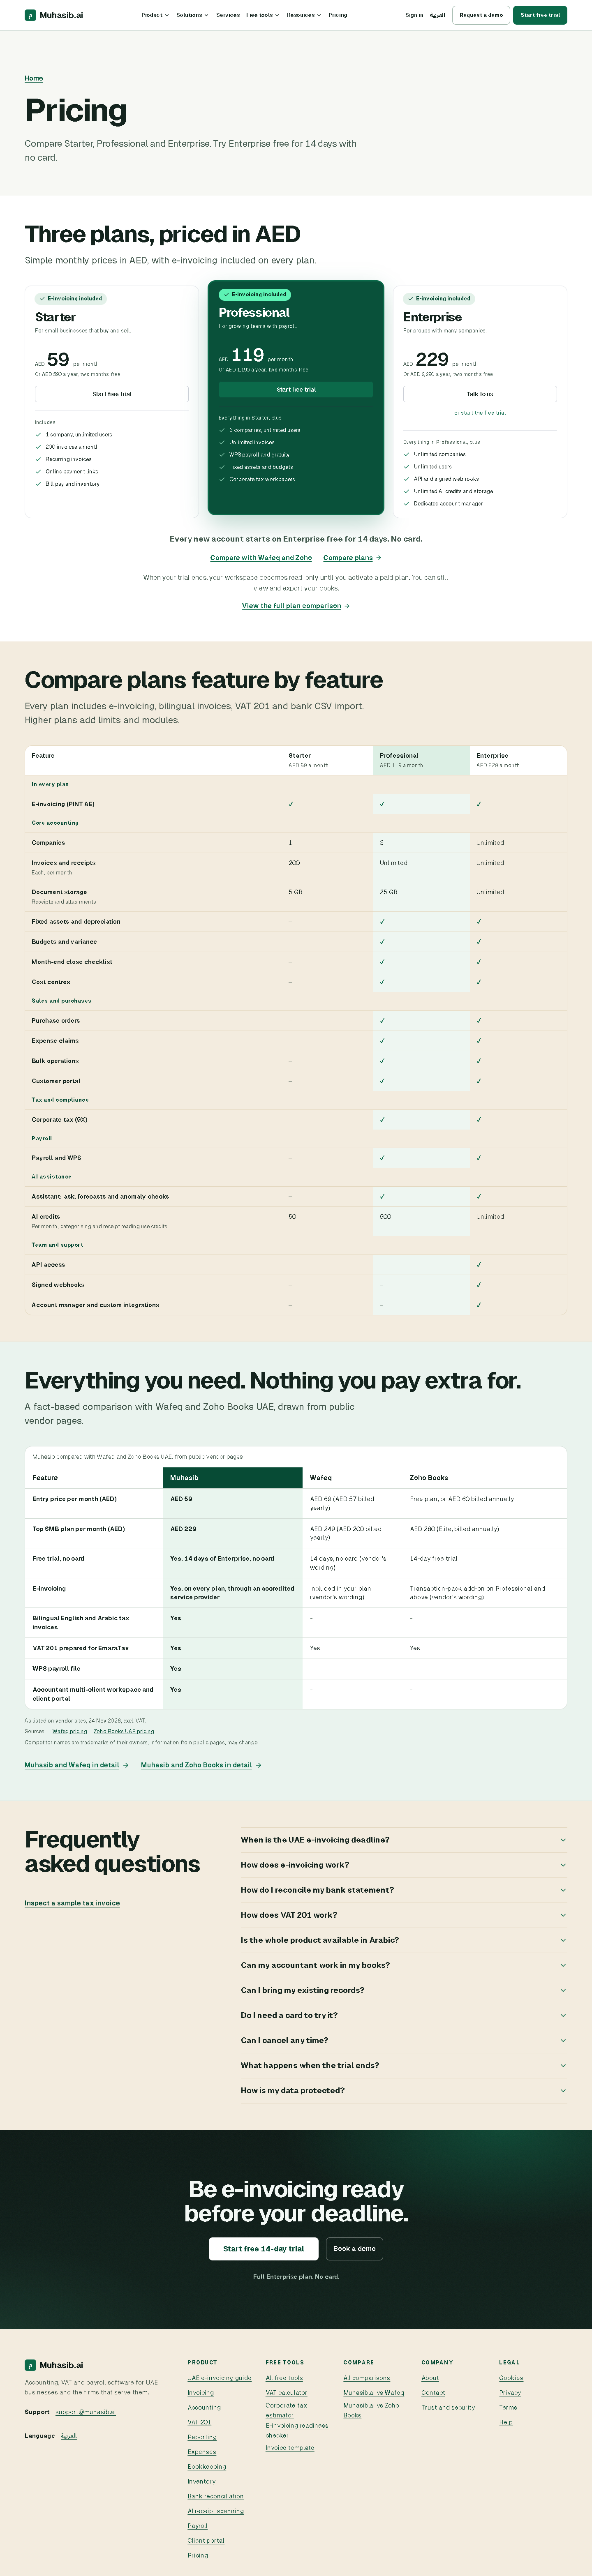 Muhasib.ai
Product
Solutions
Services
Free tools
Resources
Pricing
Sign in
العربية
Request a demo
Start free trial
Home
Pricing
Compare Starter, Professional and Enterprise. Try Enterprise free for 14 days with
no card.
Three plans, priced in AED
Simple monthly prices in AED, with e-invoicing included on every plan.
E-invoicing included
Starter
For small businesses that buy and sell.
AED 59 per month
Or AED 590 a year, two months free
Start free trial
Includes
1 company, unlimited users
200 invoices a month
Recurring invoices
Online payment links
Bill pay and inventory
E-invoicing included
Professional
For growing teams with payroll.
AED 119 per month
Or AED 1,190 a year, two months free
Start free trial
Everything in Starter, plus
3 companies, unlimited users
Unlimited invoices
WPS payroll and gratuity
Fixed assets and budgets
Corporate tax workpapers
E-invoicing included
Enterprise
For groups with many companies.
AED 229 per month
Or AED 2,290 a year, two months free
Talk to us
or start the free trial
Everything in Professional, plus
Unlimited companies
Unlimited users
API and signed webhooks
Unlimited AI credits and storage
Dedicated account manager
Every new account starts on Enterprise free for 14 days. No card.
Compare with Wafeq and Zoho
Compare plans →
When your trial ends, your workspace becomes read-only until you activate a paid plan. You can still
view and export your books.
View the full plan comparison →
Compare plans feature by feature
Every plan includes e-invoicing, bilingual invoices, VAT 201 and bank CSV import.
Higher plans add limits and modules.
Feature Starter Professional Enterprise
AED 59 a month AED 119 a month AED 229 a month
In every plan
E-invoicing (PINT AE) ✓ ✓ ✓
Core accounting
Companies 1 3 Unlimited
Invoices and receipts 200 Unlimited Unlimited
Each, per month
Document storage 5 GB 25 GB Unlimited
Receipts and attachments
Fixed assets and depreciation – ✓ ✓
Budgets and variance – ✓ ✓
Month-end close checklist – ✓ ✓
Cost centres – ✓ ✓
Sales and purchases
Purchase orders – ✓ ✓
Expense claims – ✓ ✓
Bulk operations – ✓ ✓
Customer portal – ✓ ✓
Tax and compliance
Corporate tax (9%) – ✓ ✓
Payroll
Payroll and WPS – ✓ ✓
AI assistance
Assistant: ask, forecasts and anomaly checks – ✓ ✓
AI credits 50 500 Unlimited
Per month; categorising and receipt reading use credits
Team and support
API access – – ✓
Signed webhooks – – ✓
Account manager and custom integrations – – ✓
Everything you need. Nothing you pay extra for.
A fact-based comparison with Wafeq and Zoho Books UAE, drawn from public
vendor pages.
Muhasib compared with Wafeq and Zoho Books UAE, from public vendor pages
Feature Muhasib Wafeq Zoho Books
Entry price per month (AED) AED 59 AED 69 (AED 57 billed yearly) Free plan, or AED 60 billed annually
Top SMB plan per month (AED) AED 229 AED 249 (AED 200 billed yearly) AED 280 (Elite, billed annually)
Free trial, no card Yes, 14 days of Enterprise, no card 14 days, no card (vendor's wording) 14-day free trial
E-invoicing Yes, on every plan, through an accredited service provider Included in your plan (vendor's wording) Transaction-pack add-on on Professional and above (vendor's wording)
Bilingual English and Arabic tax invoices Yes – –
VAT 201 prepared for EmaraTax Yes Yes Yes
WPS payroll file Yes – –
Accountant multi-client workspace and client portal Yes – –
As listed on vendor sites, 24 Nov 2026, excl. VAT.
Sources: Wafeq pricing Zoho Books UAE pricing
Competitor names are trademarks of their owners; information from public pages, may change.
Muhasib and Wafeq in detail →
Muhasib and Zoho Books in detail →
Frequently
asked questions
Inspect a sample tax invoice
When is the UAE e-invoicing deadline?
How does e-invoicing work?
How do I reconcile my bank statement?
How does VAT 201 work?
Is the whole product available in Arabic?
Can my accountant work in my books?
Can I bring my existing records?
Do I need a card to try it?
Can I cancel any time?
What happens when the trial ends?
How is my data protected?
Be e-invoicing ready
before your deadline.
Start free 14-day trial
Book a demo
Full Enterprise plan. No card.
Muhasib.ai
Accounting, VAT and payroll software for UAE
businesses and the firms that serve them.
Support support@muhasib.ai
Language العربية
PRODUCT
UAE e-invoicing guide
Invoicing
Accounting
VAT 201
Reporting
Expenses
Bookkeeping
Inventory
Bank reconciliation
AI receipt scanning
Payroll
Client portal
Pricing
FREE TOOLS
All free tools
VAT calculator
Corporate tax
estimator
E-invoicing readiness
checker
Invoice template
COMPARE
All comparisons
Muhasib.ai vs Wafeq
Muhasib.ai vs Zoho
Books
COMPANY
About
Contact
Trust and security
LEGAL
Cookies
Privacy
Terms
Help